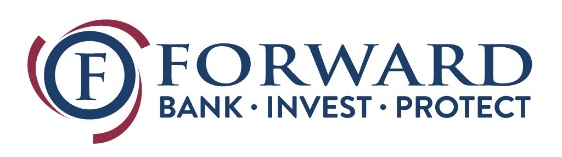 F
FORWARD
BANK · INVEST · PROTECT